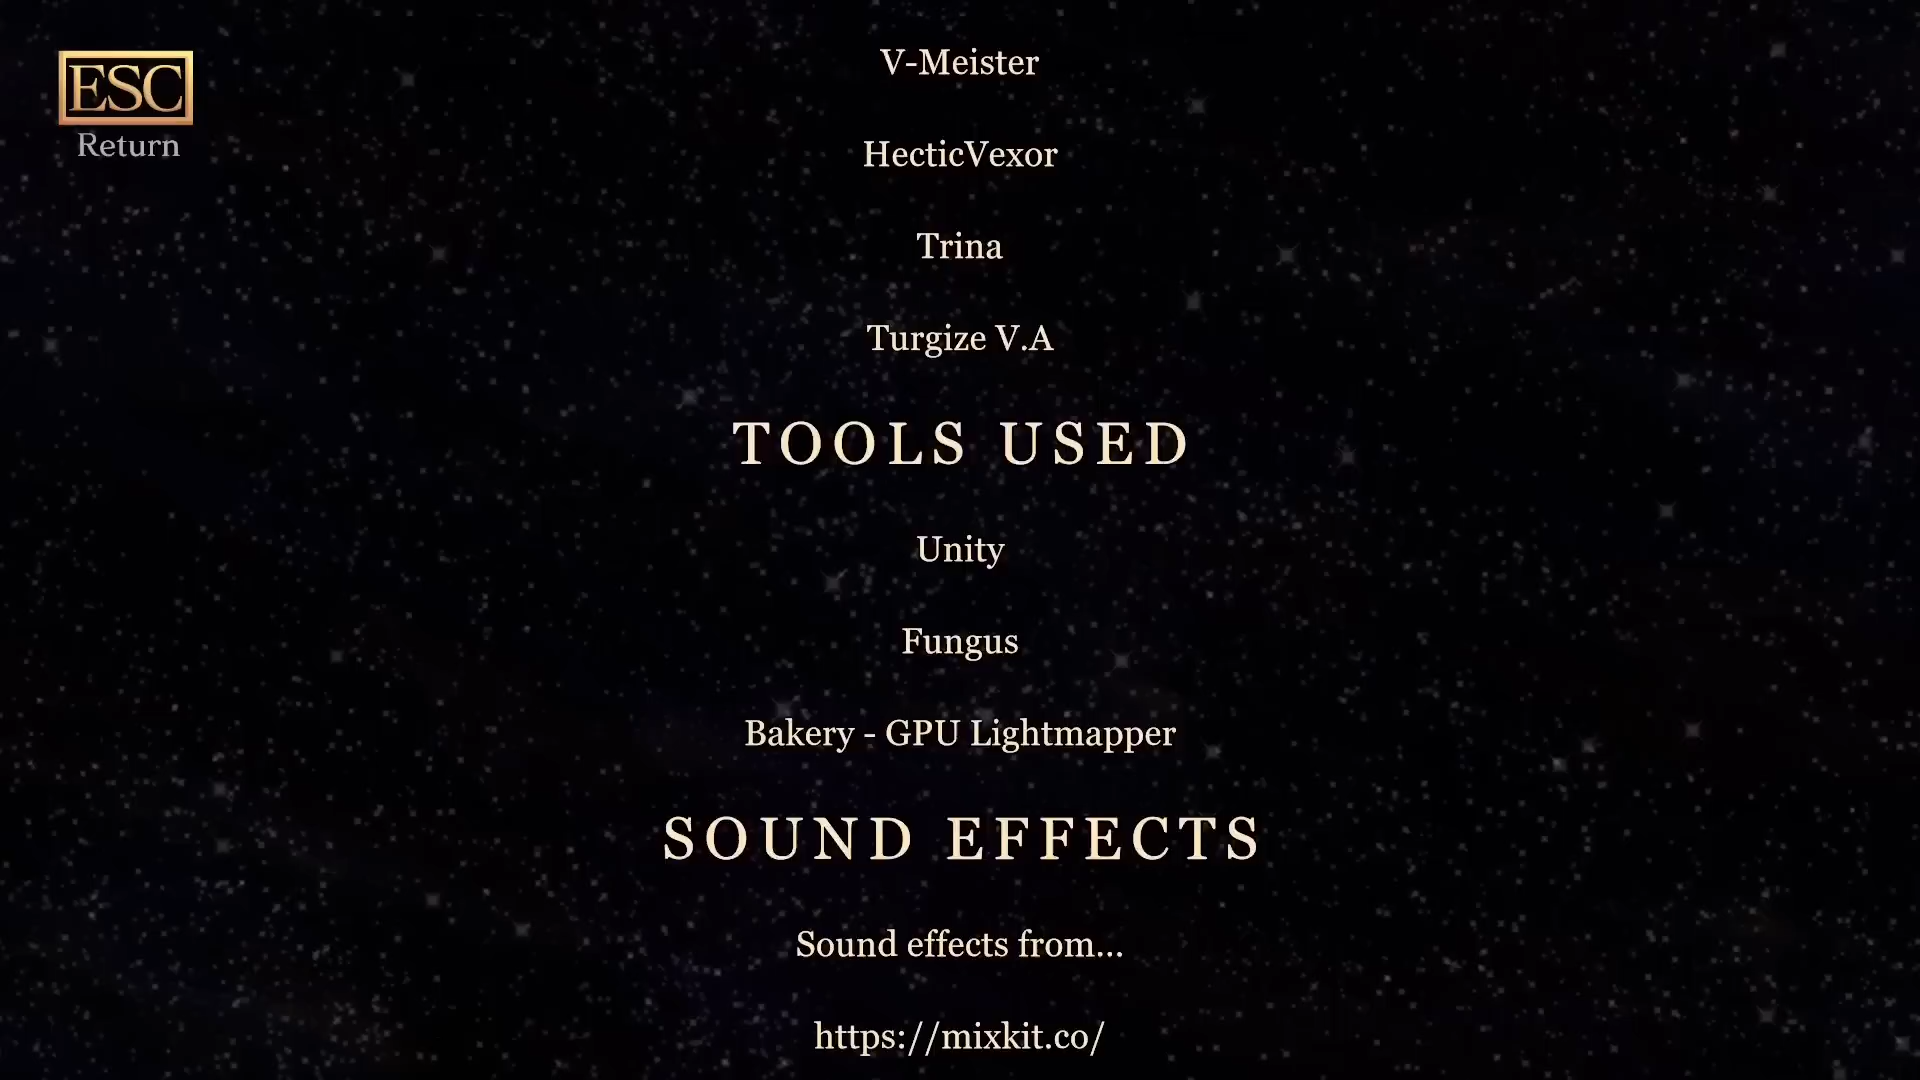 ESC
Return
V-Meister
HecticVexor
Trina
Turgize V.A
TOOLS USED
Unity
Fungus
Bakery - GPU Lightmapper
SOUND EFFECTS
Sound effects from...
https://mixkit.co/